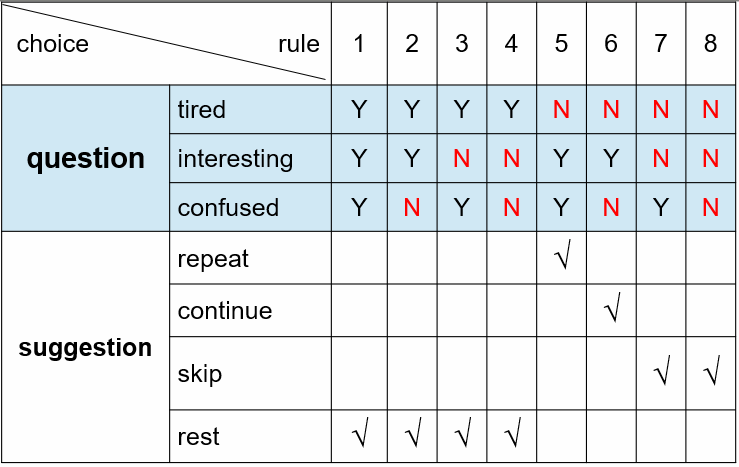 choice rule 1 2 3 4 5 6 7 8
question
tired Y Y Y Y N N N N
interesting Y Y N N Y Y N N
confused Y N Y N Y N Y N
suggestion
repeat √
continue √
skip √ √
rest √ √ √ √